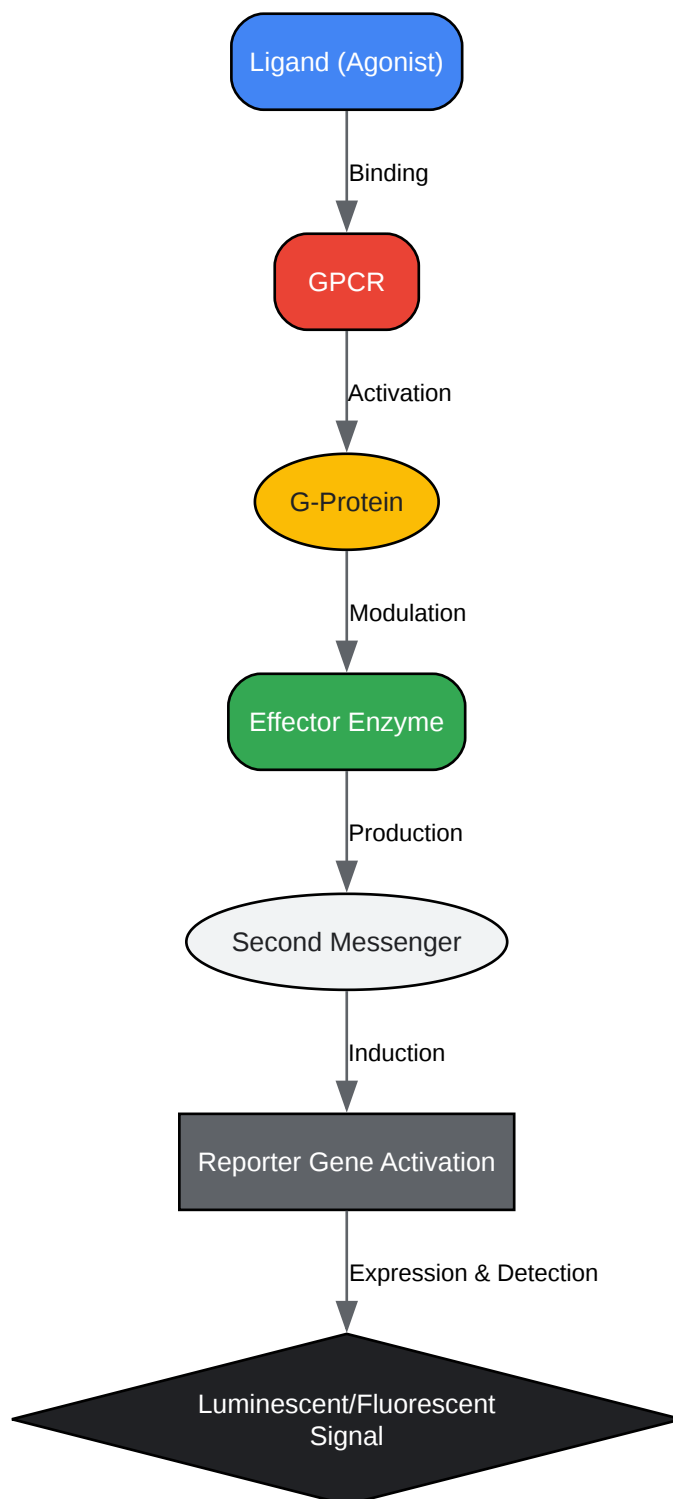 Ligand (Agonist)
Binding
GPCR
Activation
G-Protein
Modulation
Effector Enzyme
Production
Second Messenger
Induction
Reporter Gene Activation
Expression & Detection
Luminescent/Fluorescent
Signal